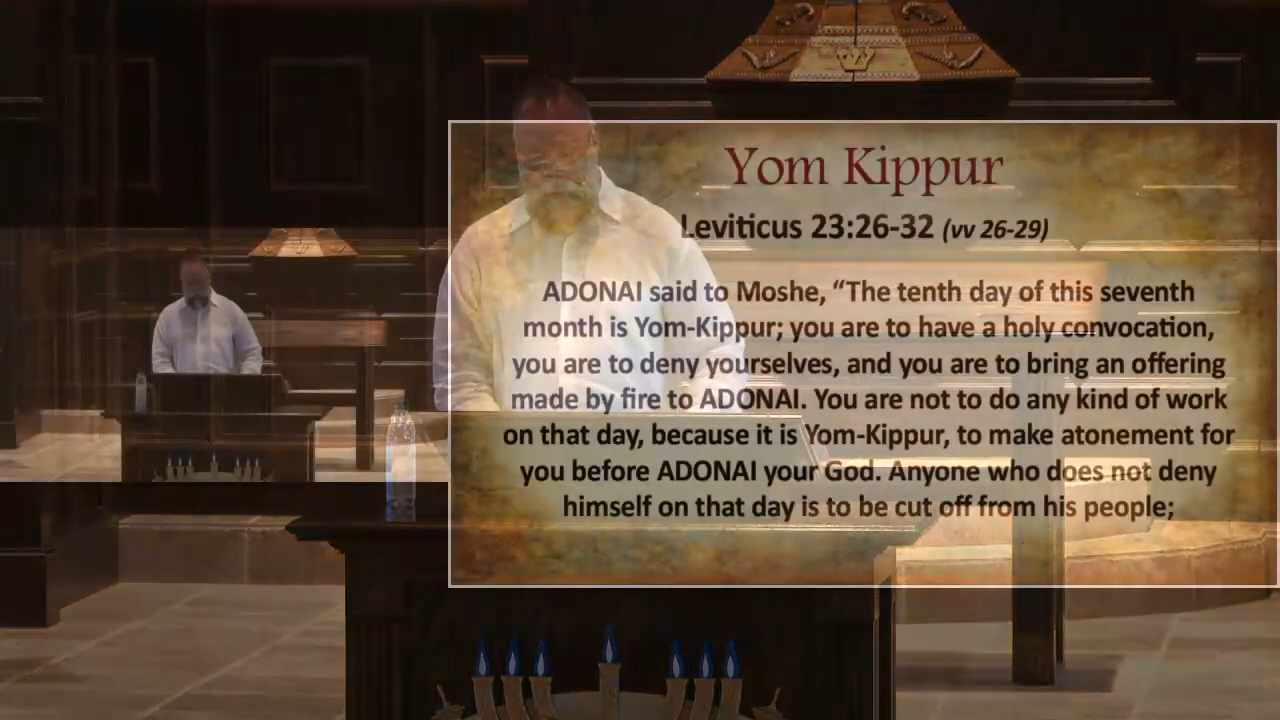 Yom Kippur
Leviticus 23:26-32 (vv 26-29)
ADONAI said to Moshe, “The tenth day of this seventh
month is Yom-Kippur; you are to have a holy convocation,
you are to deny yourselves, and you are to bring an offering
made by fire to ADONAI. You are not to do any kind of work
on that day, because it is Yom-Kippur, to make atonement for
you before ADONAI your God. Anyone who does not deny
himself on that day is to be cut off from his people;